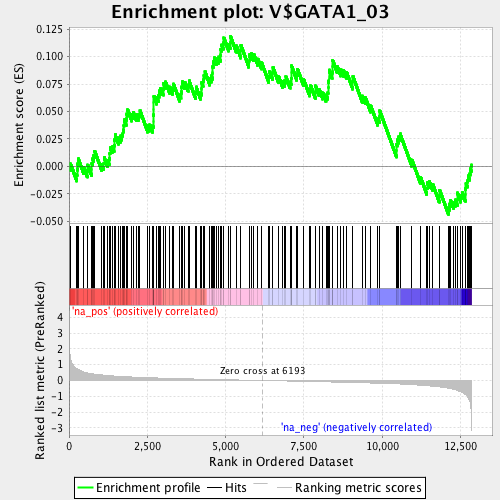 Enrichment plot: V$GATA1_03
Enrichment score (ES)
0.125
0.100
0.075
0.050
0.025
0.000
-0.025
-0.050
'na_pos' (positively correlated)
Ranked list metric (PreRanked)
4
3
2
1
0
-1
-2
-3
Zero cross at 6193
'na_neg' (negatively correlated)
0
2,500
5,000
7,500
10,000
12,500
Rank in Ordered Dataset
Enrichment profile
Hits
Ranking metric scores